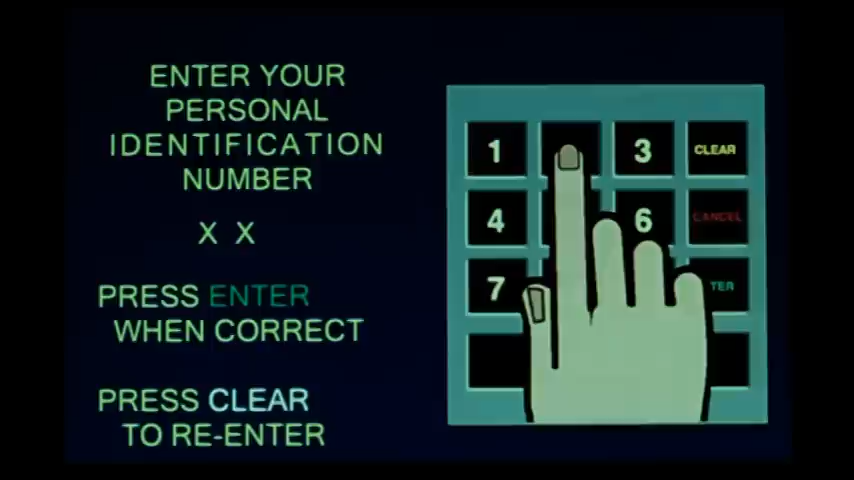 ENTER YOUR
PERSONAL
IDENTIFICATION
NUMBER
X X
PRESS ENTER
WHEN CORRECT
PRESS CLEAR
TO RE-ENTER
1 3 CLEAR
4 6 CANCEL
7 TER